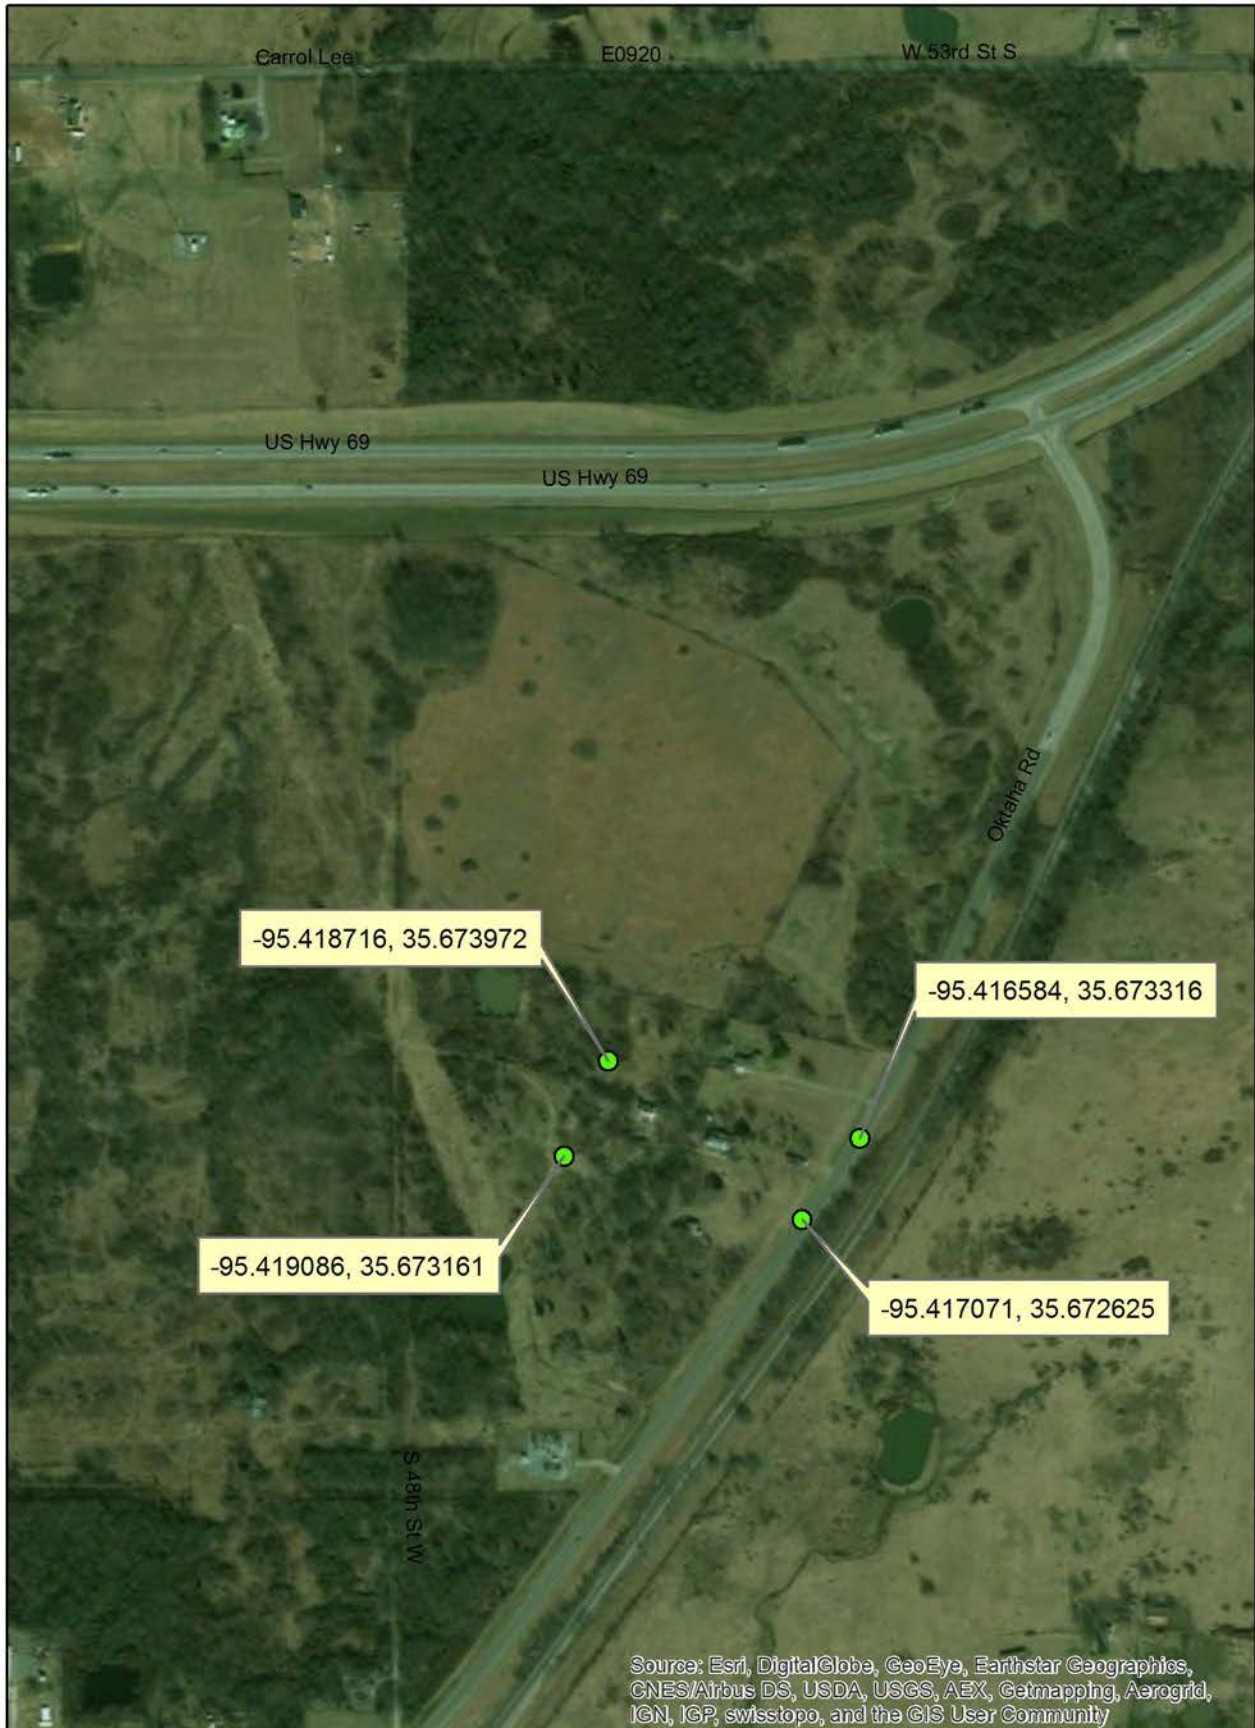 Carrol Lee
E0920
W 53rd St S
US Hwy 69
US Hwy 69
Oktaha Rd
-95.418716, 35.673972
-95.416584, 35.673316
-95.419086, 35.673161
-95.417071, 35.672625
S 48th St W
Source: Esri, DigitalGlobe, GeoEye, Earthstar Geographics,
CNES/Airbus DS, USDA, USGS, AEX, Getmapping, Aerogrid,
IGN, IGP, swisstopo, and the GIS User Community